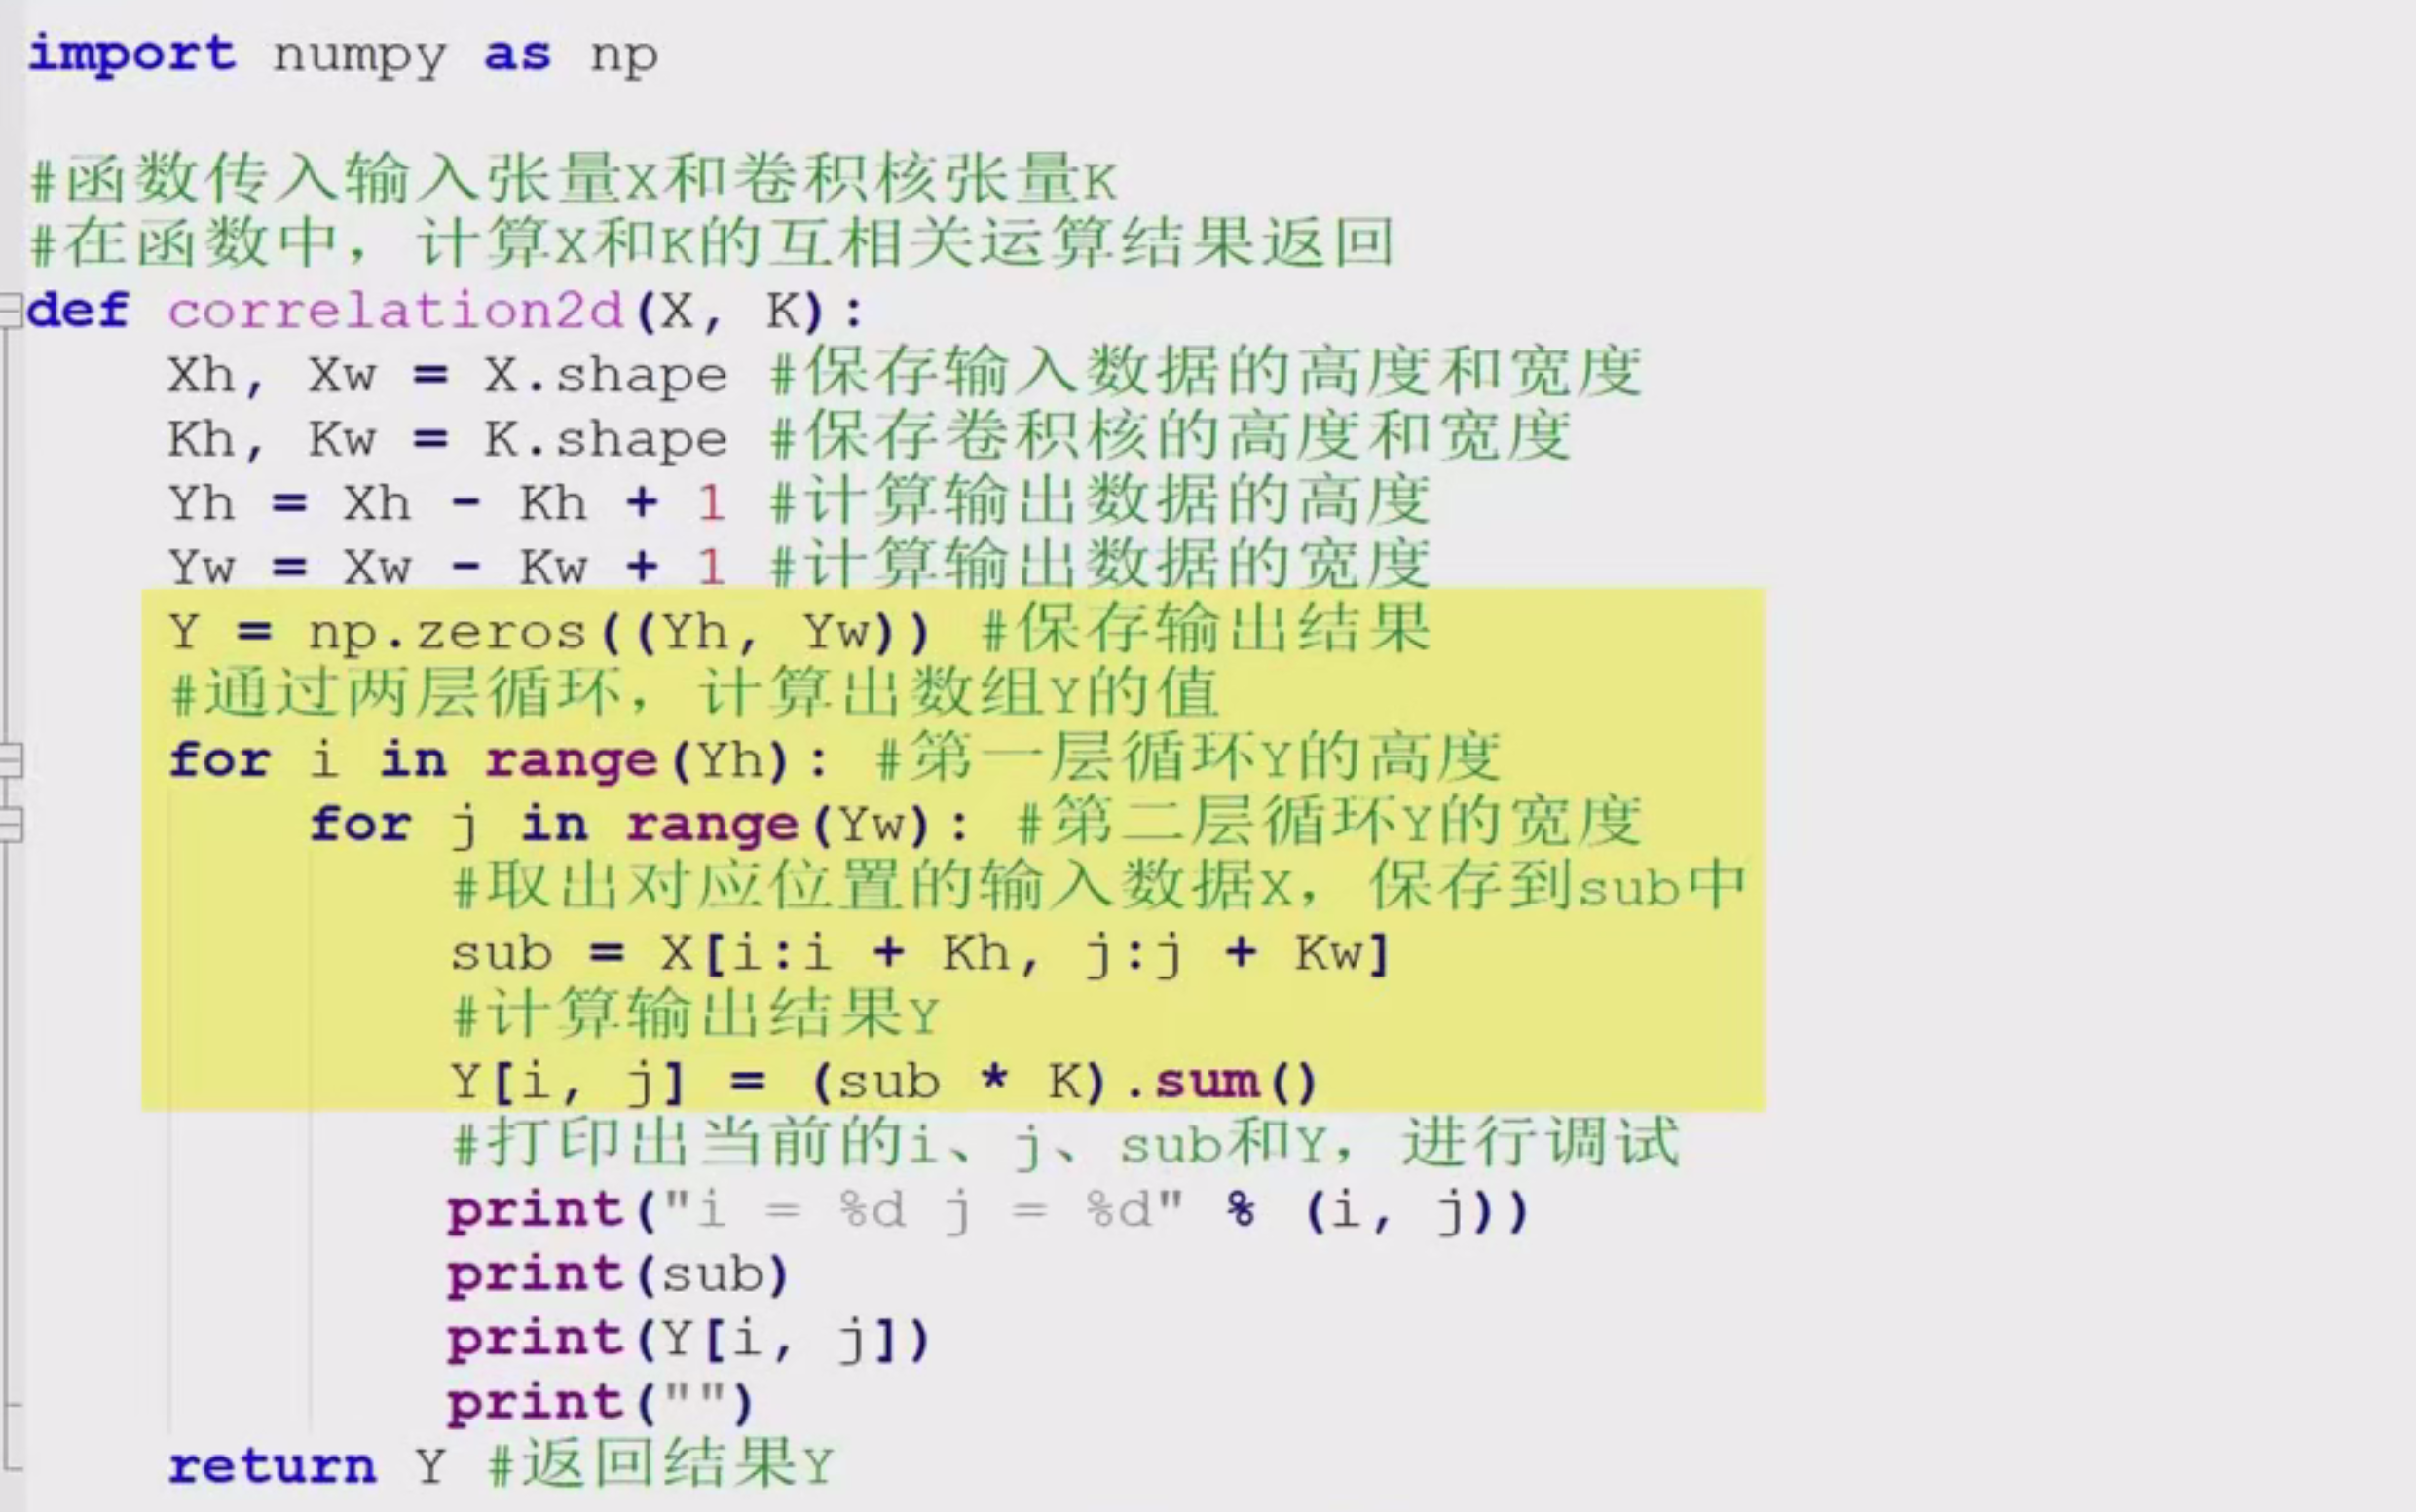 import numpy as np
#函数传入输入张量X和卷积核张量K
#在函数中，计算X和K的互相关运算结果返回
def correlation2d(X, K):
    Xh, Xw = X.shape #保存输入数据的高度和宽度
    Kh, Kw = K.shape #保存卷积核的高度和宽度
    Yh = Xh - Kh + 1 #计算输出数据的高度
    Yw = Xw - Kw + 1 #计算输出数据的宽度
    Y = np.zeros((Yh, Yw)) #保存输出结果
    #通过两层循环，计算出数组Y的值
    for i in range(Yh): #第一层循环Y的高度
        for j in range(Yw): #第二层循环Y的宽度
            #取出对应位置的输入数据X，保存到sub中
            sub = X[i:i + Kh, j:j + Kw]
            #计算输出结果Y
            Y[i, j] = (sub * K).sum()
            #打印出当前的i、j、sub和Y，进行调试
            print("i = %d j = %d" % (i, j))
            print(sub)
            print(Y[i, j])
            print("")
    return Y #返回结果Y